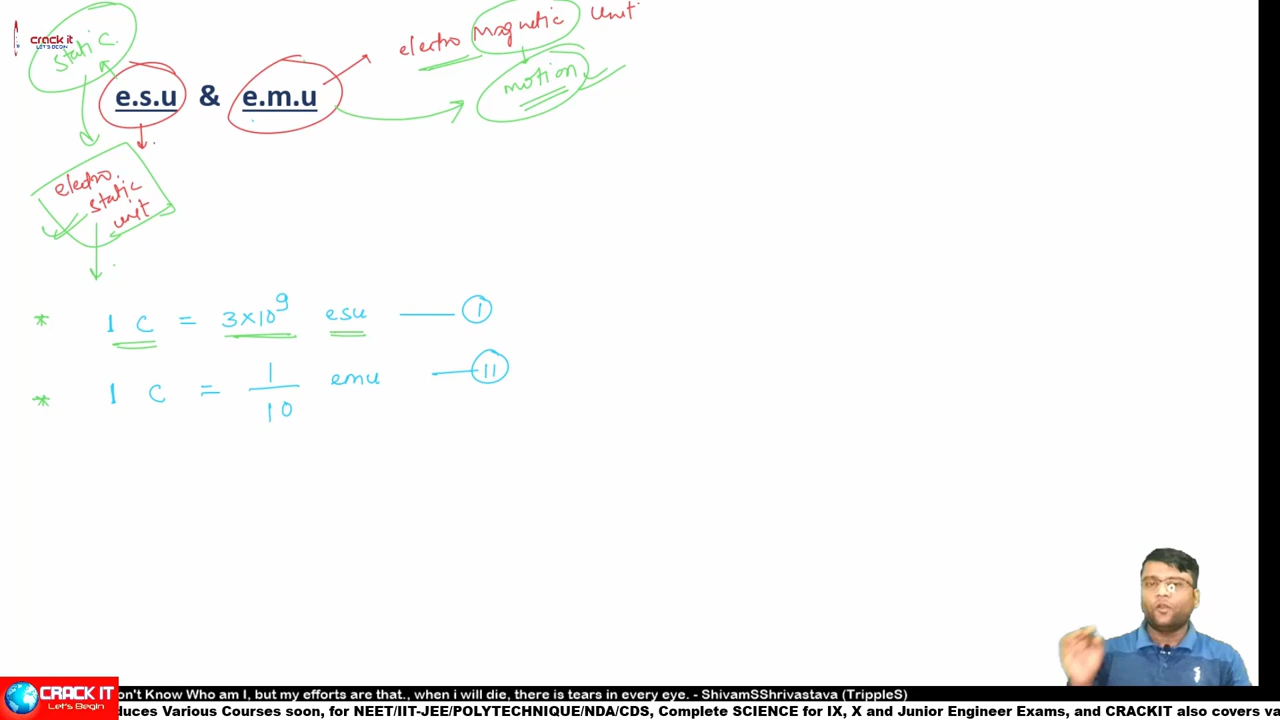 crack it
LET'S BEGIN
static.
e.s.u & e.m.u
electro magnetic unit
motion
electro.
static
unit
* 1 C = 3×10⁹ esu — I
* 1 C = 1/10 emu — II
CRACK IT
Let's Begin
on't Know Who am I, but my efforts are that., when i will die, there is tears in every eye. - ShivamSShrivastava (TrippleS)
duces Various Courses soon, for NEET/IIT-JEE/POLYTECHNIQUE/NDA/CDS, Complete SCIENCE for IX, X and Junior Engineer Exams, and CRACKIT also covers va